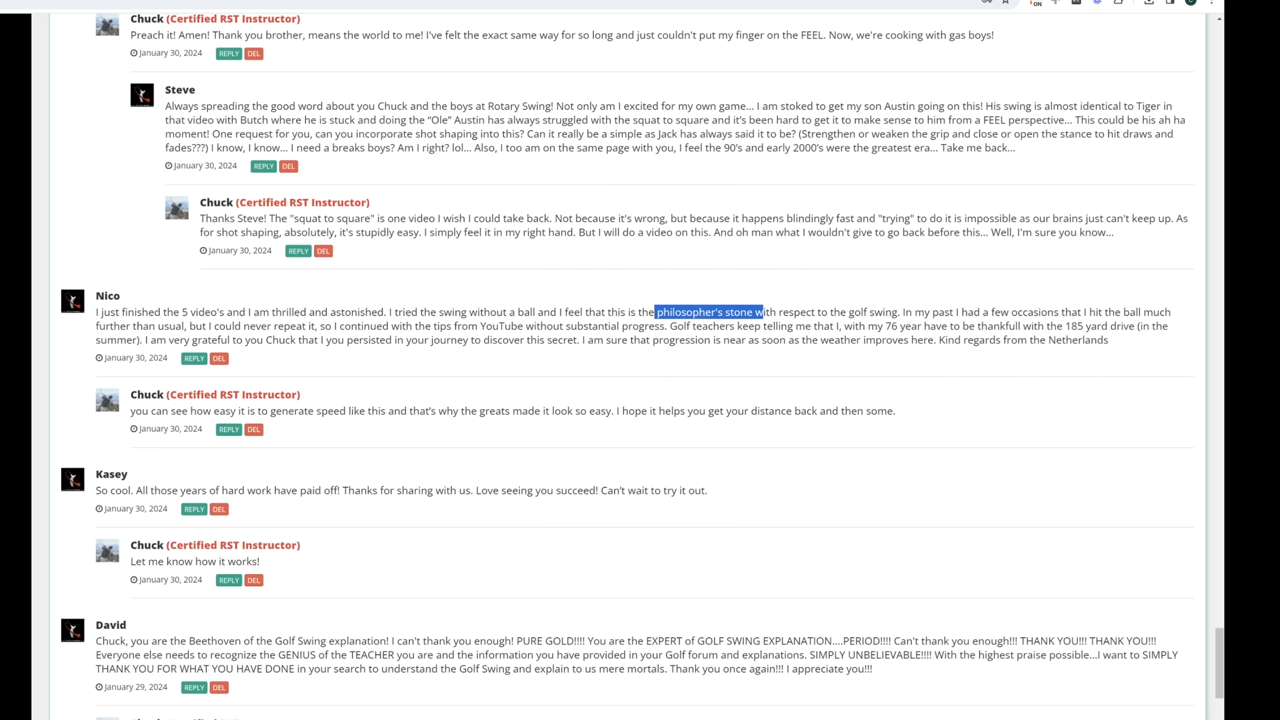 Chuck (Certified RST Instructor)
Preach it! Amen! Thank you brother, means the world to me! I've felt the exact same way for so long and just couldn't put my finger on the FEEL. Now, we're cooking with gas boys!
January 30, 2024 REPLY DEL
Steve
Always spreading the good word about you Chuck and the boys at Rotary Swing! Not only am I excited for my own game... I am stoked to get my son Austin going on this! His swing is almost identical to Tiger in
that video with Butch where he is stuck and doing the “Ole” Austin has always struggled with the squat to square and it’s been hard to get it to make sense to him from a FEEL perspective... This could be his ah ha
moment! One request for you, can you incorporate shot shaping into this? Can it really be a simple as Jack has always said it to be? (Strengthen or weaken the grip and close or open the stance to hit draws and
fades???) I know, I know... I need a breaks boys? Am I right? lol... Also, I too am on the same page with you, I feel the 90’s and early 2000’s were the greatest era... Take me back...
January 30, 2024 REPLY DEL
Chuck (Certified RST Instructor)
Thanks Steve! The "squat to square" is one video I wish I could take back. Not because it's wrong, but because it happens blindingly fast and "trying" to do it is impossible as our brains just can't keep up. As
for shot shaping, absolutely, it's stupidly easy. I simply feel it in my right hand. But I will do a video on this. And oh man what I wouldn't give to go back before this... Well, I'm sure you know...
January 30, 2024 REPLY DEL
Nico
I just finished the 5 video's and I am thrilled and astonished. I tried the swing without a ball and I feel that this is the philosopher's stone with respect to the golf swing. In my past I had a few occasions that I hit the ball much
further than usual, but I could never repeat it, so I continued with the tips from YouTube without substantial progress. Golf teachers keep telling me that I, with my 76 year have to be thankfull with the 185 yard drive (in the
summer). I am very grateful to you Chuck that I you persisted in your journey to discover this secret. I am sure that progression is near as soon as the weather improves here. Kind regards from the Netherlands
January 30, 2024 REPLY DEL
Chuck (Certified RST Instructor)
you can see how easy it is to generate speed like this and that’s why the greats made it look so easy. I hope it helps you get your distance back and then some.
January 30, 2024 REPLY DEL
Kasey
So cool. All those years of hard work have paid off! Thanks for sharing with us. Love seeing you succeed! Can’t wait to try it out.
January 30, 2024 REPLY DEL
Chuck (Certified RST Instructor)
Let me know how it works!
January 30, 2024 REPLY DEL
David
Chuck, you are the Beethoven of the Golf Swing explanation! I can't thank you enough! PURE GOLD!!!! You are the EXPERT of GOLF SWING EXPLANATION....PERIOD!!!! Can't thank you enough!!! THANK YOU!!! THANK YOU!!!
Everyone else needs to recognize the GENIUS of the TEACHER you are and the information you have provided in your Golf forum and explanations. SIMPLY UNBELIEVABLE!!!! With the highest praise possible...I want to SIMPLY
THANK YOU FOR WHAT YOU HAVE DONE in your search to understand the Golf Swing and explain to us mere mortals. Thank you once again!!! I appreciate you!!!
January 29, 2024 REPLY DEL